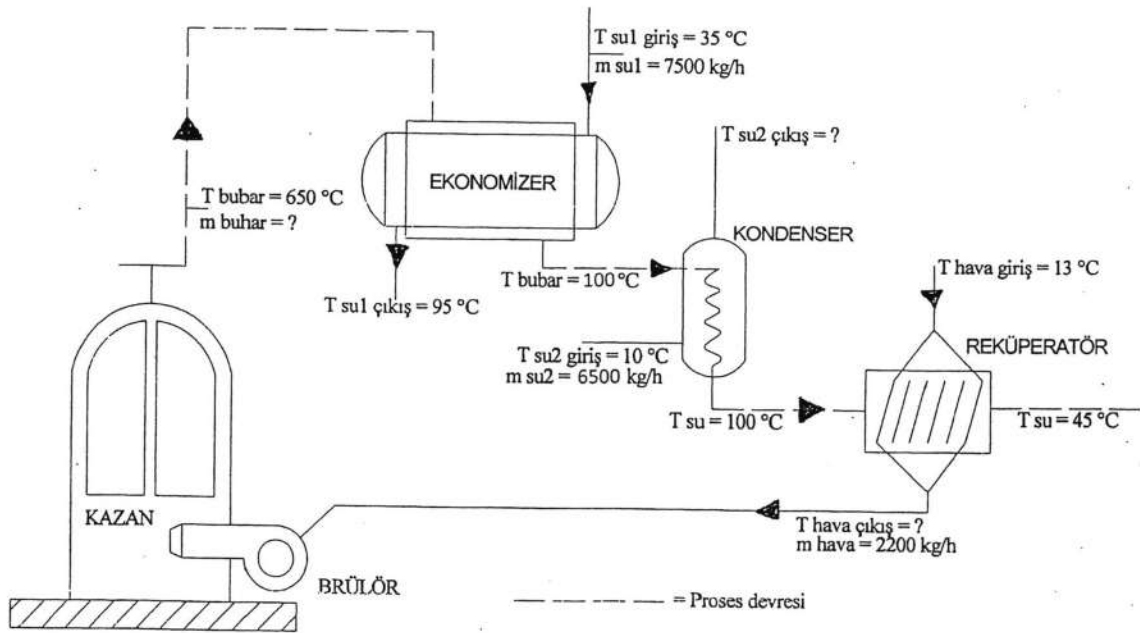 T su1 giriş = 35 °C
m su1 = 7500 kg/h
T su2 çıkış = ?
EKONOMİZER
T bubar = 650 °C
m buhar = ?
KONDENSER
T bubar = 100°C
T hava giriş = 13 °C
T su1 çıkış = 95 °C
REKÜPERATÖR
T su2 giriş = 10 °C
m su2 = 6500 kg/h
T su = 100 °C
T su = 45 °C
KAZAN
T hava çıkış = ?
m hava = 2200 kg/h
BRÜLÖR
= Proses devresi